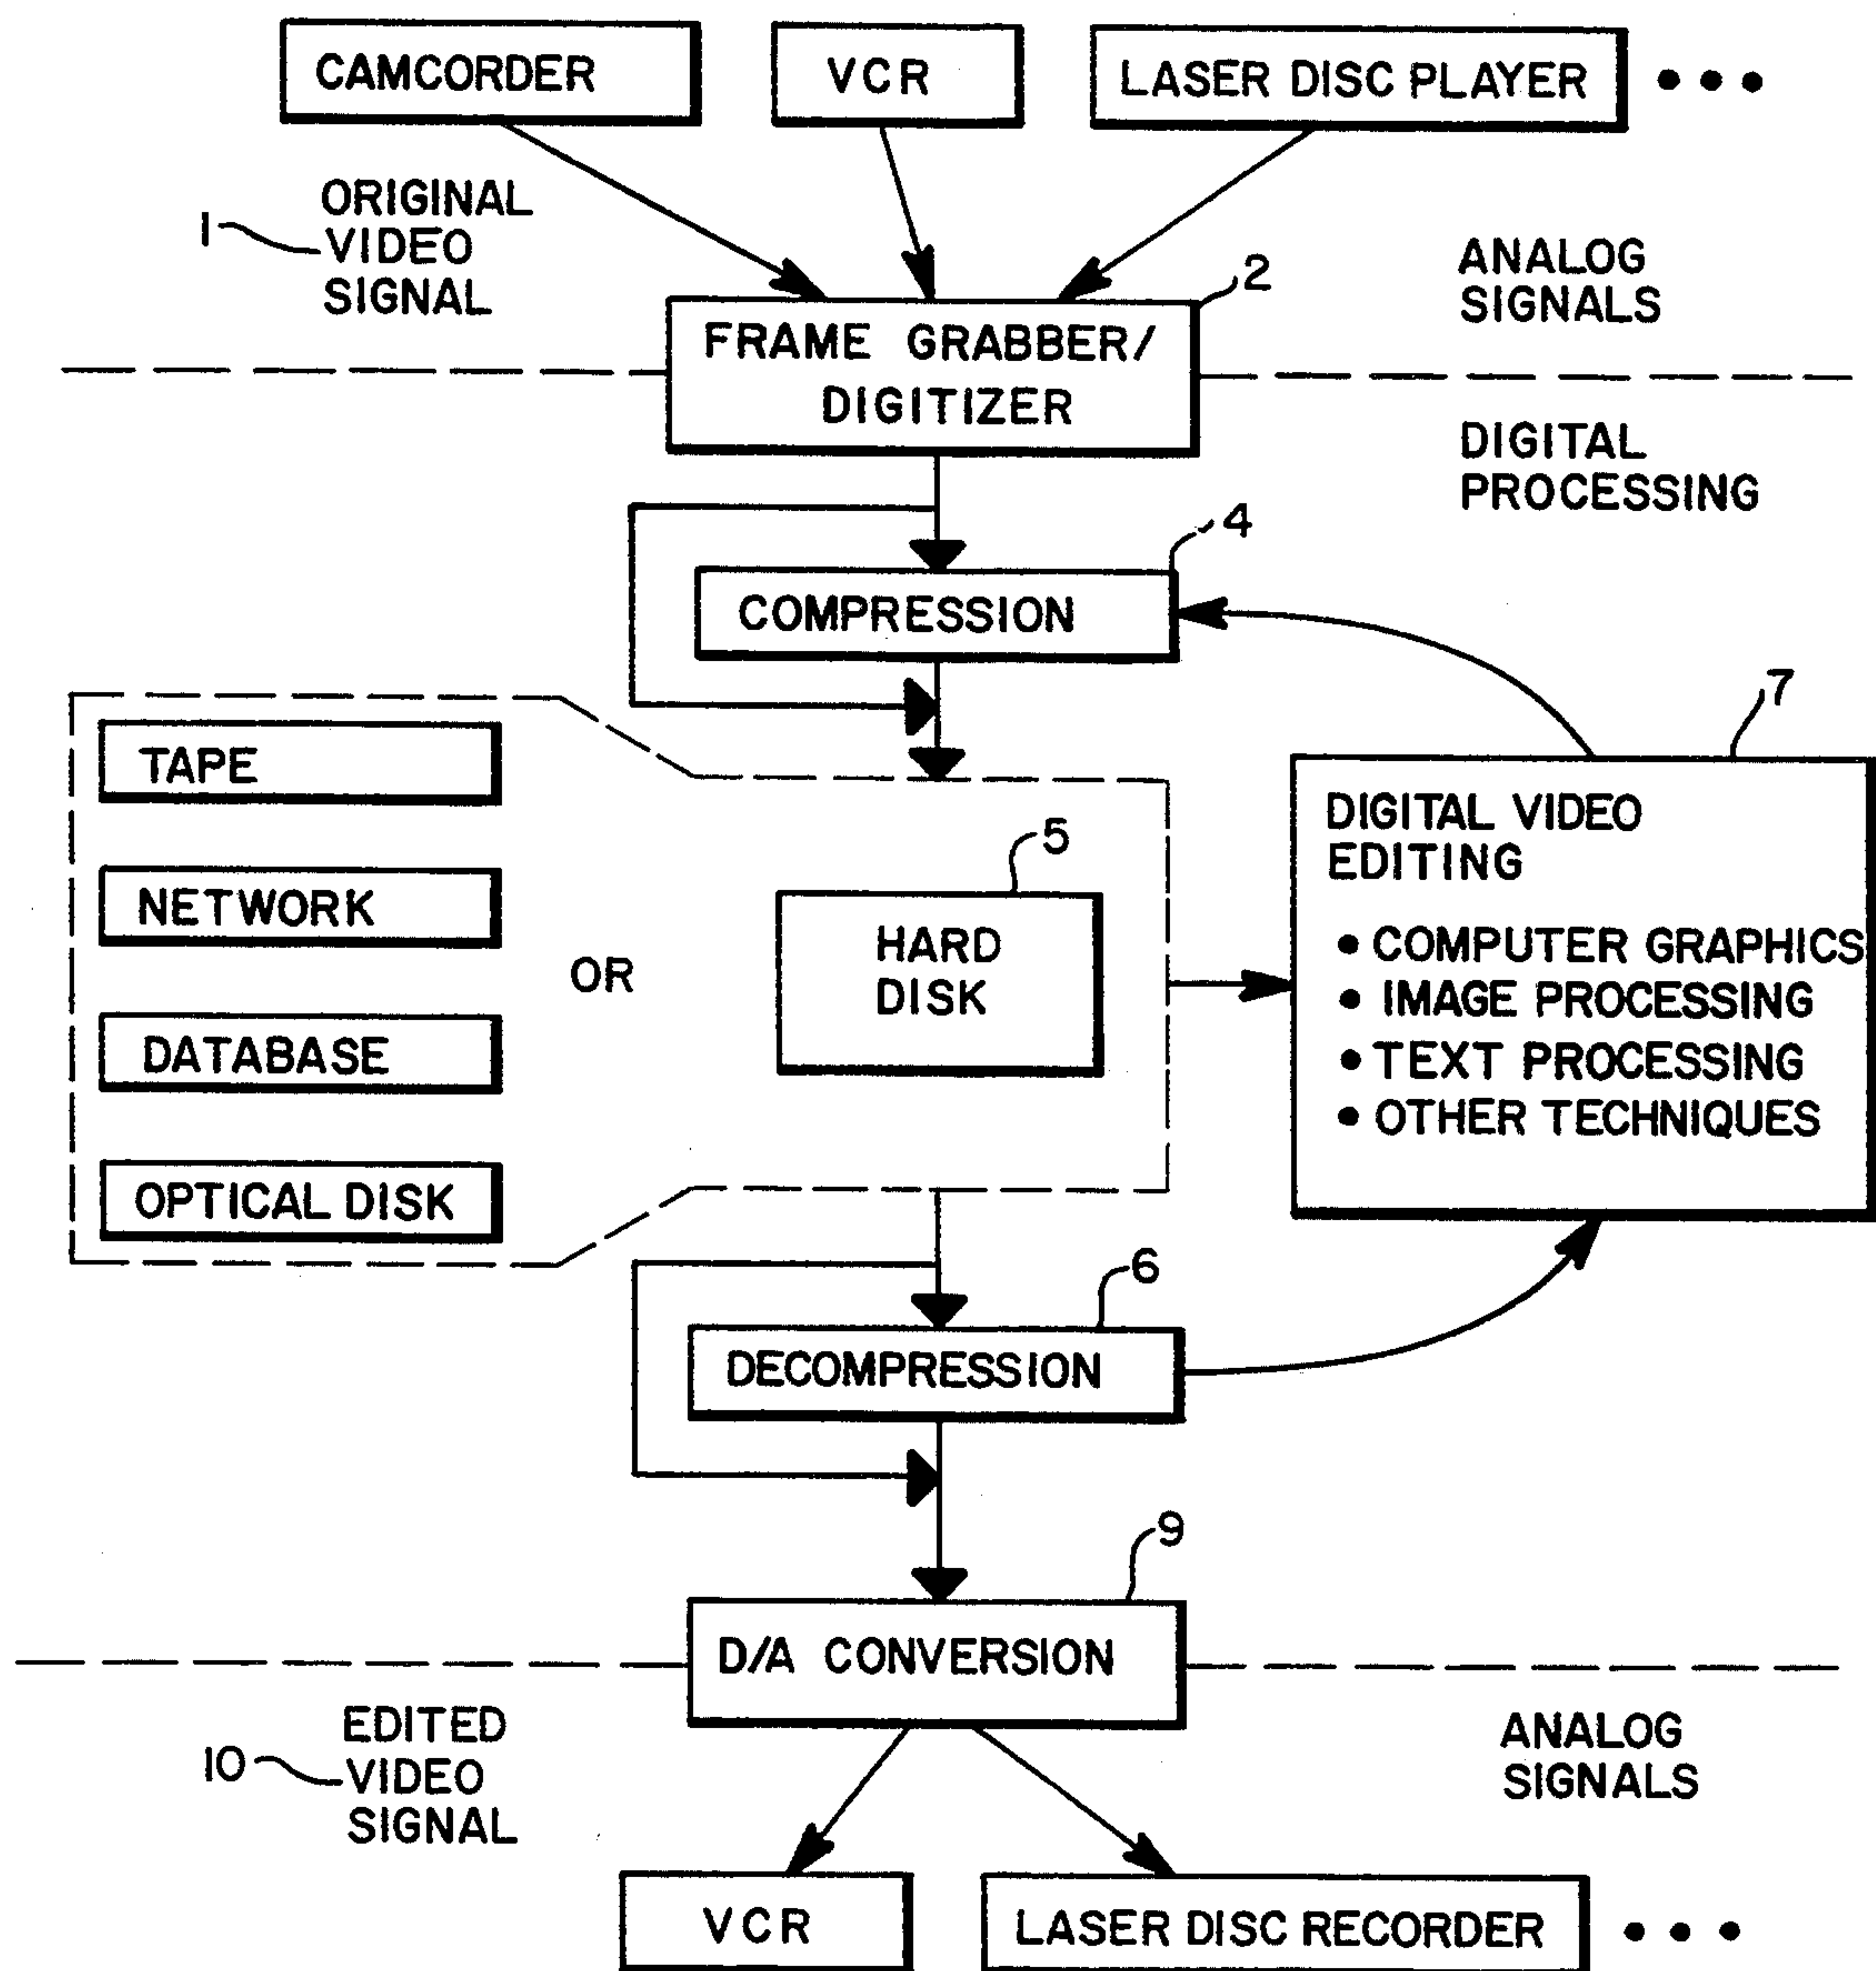 CAMCORDER
VCR
LASER DISC PLAYER • • •
1
ORIGINAL
VIDEO
SIGNAL
ANALOG
SIGNALS
2
FRAME GRABBER/
DIGITIZER
DIGITAL
PROCESSING
4
COMPRESSION
TAPE
NETWORK
DATABASE
OPTICAL DISK
OR
5
HARD
DISK
7
DIGITAL VIDEO
EDITING
• COMPUTER GRAPHICS
• IMAGE PROCESSING
• TEXT PROCESSING
• OTHER TECHNIQUES
6
DECOMPRESSION
9
D/A CONVERSION
10
EDITED
VIDEO
SIGNAL
ANALOG
SIGNALS
VCR
LASER DISC RECORDER • • •